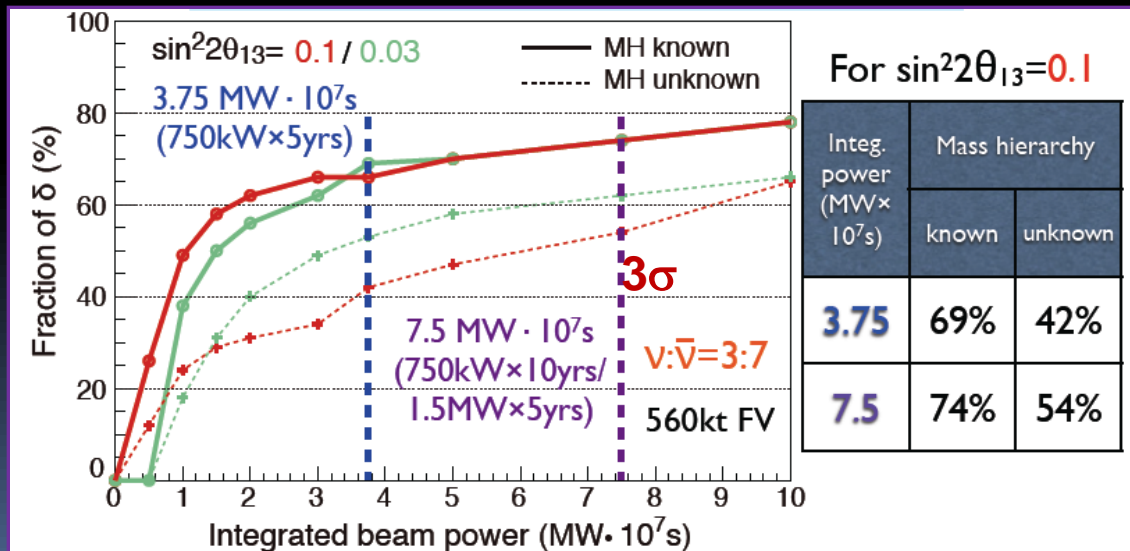 100
80
60
40
20
0
Fraction of δ (%)
sin²2θ₁₃= 0.1 / 0.03
3.75 MW · 10⁷s
(750kW×5yrs)
MH known
MH unknown
3σ
7.5 MW · 10⁷s
(750kW×10yrs/
1.5MW×5yrs)
ν:ν̄=3:7
560kt FV
0 1 2 3 4 5 6 7 8 9 10
Integrated beam power (MW· 10⁷s)
For sin²2θ₁₃=0.1
Integ.
power
(MW×
10⁷s)
Mass hierarchy
known unknown
3.75 69% 42%
7.5 74% 54%